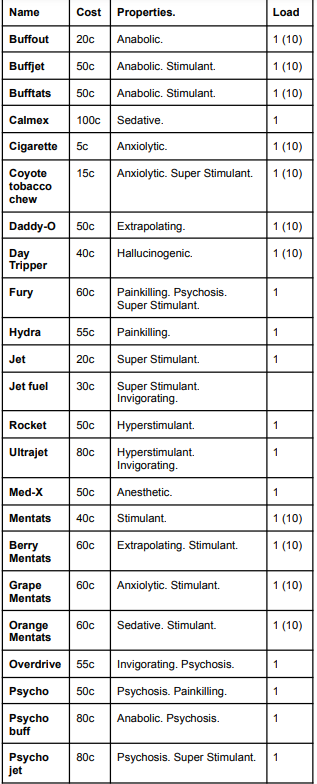 Name Cost Properties. Load
Buffout 20c Anabolic. 1 (10)
Buffjet 50c Anabolic. Stimulant. 1 (10)
Bufftats 50c Anabolic. Stimulant. 1 (10)
Calmex 100c Sedative. 1
Cigarette 5c Anxiolytic. 1 (10)
Coyote 15c Anxiolytic. Super Stimulant. 1 (10)
tobacco
chew
Daddy-O 50c Extrapolating. 1 (10)
Day 40c Hallucinogenic. 1 (10)
Tripper
Fury 60c Painkilling. Psychosis. 1
Super Stimulant.
Hydra 55c Painkilling. 1
Jet 20c Super Stimulant. 1
Jet fuel 30c Super Stimulant.
Invigorating.
Rocket 50c Hyperstimulant. 1
Ultrajet 80c Hyperstimulant. 1
Invigorating.
Med-X 50c Anesthetic. 1
Mentats 40c Stimulant. 1 (10)
Berry 60c Extrapolating. Stimulant. 1 (10)
Mentats
Grape 60c Anxiolytic. Stimulant. 1 (10)
Mentats
Orange 60c Sedative. Stimulant. 1 (10)
Mentats
Overdrive 55c Invigorating. Psychosis. 1
Psycho 50c Psychosis. Painkilling. 1
Psycho 80c Anabolic. Psychosis. 1
buff
Psycho 80c Psychosis. Super Stimulant. 1
jet